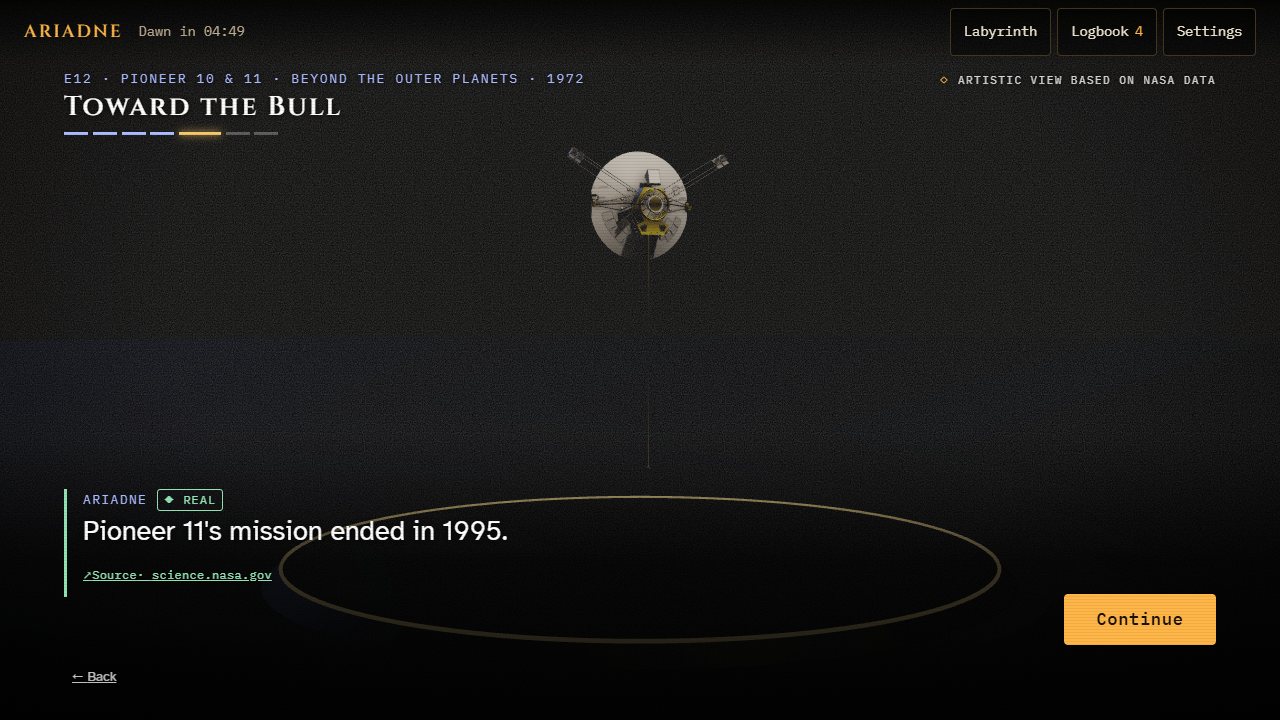 ARIADNE Dawn in 04:49 Labyrinth Logbook 4 Settings
E12 · PIONEER 10 & 11 · BEYOND THE OUTER PLANETS · 1972
◇ ARTISTIC VIEW BASED ON NASA DATA
Toward the Bull
ARIADNE ◆ REAL
Pioneer 11's mission ended in 1995.
↗Source· science.nasa.gov
Continue
← Back